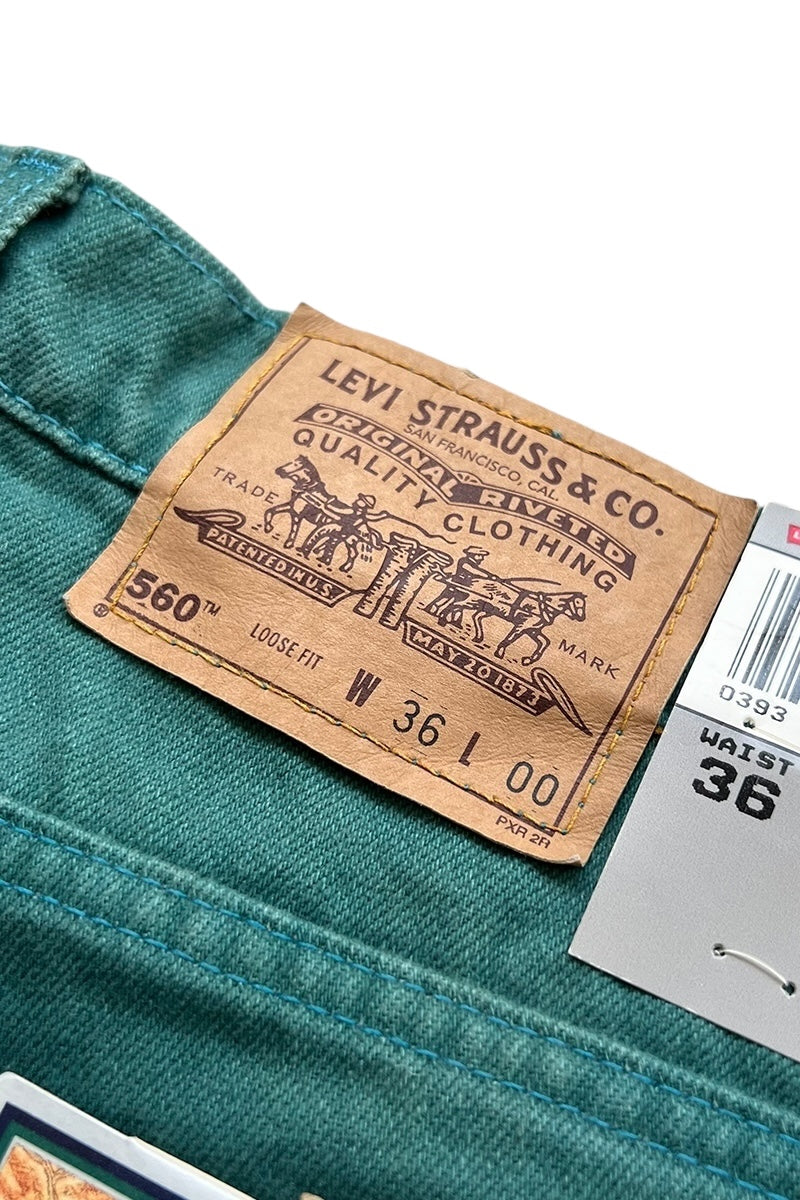 LEVI STRAUSS & CO.
SAN FRANCISCO, CAL.
ORIGINAL RIVETED
QUALITY CLOTHING
TRADE MARK
PATENTED IN U.S. MAY 20 1873
560™
LOOSE FIT
W 36 L 00
®
PXR 2R
0393
WAIST
36